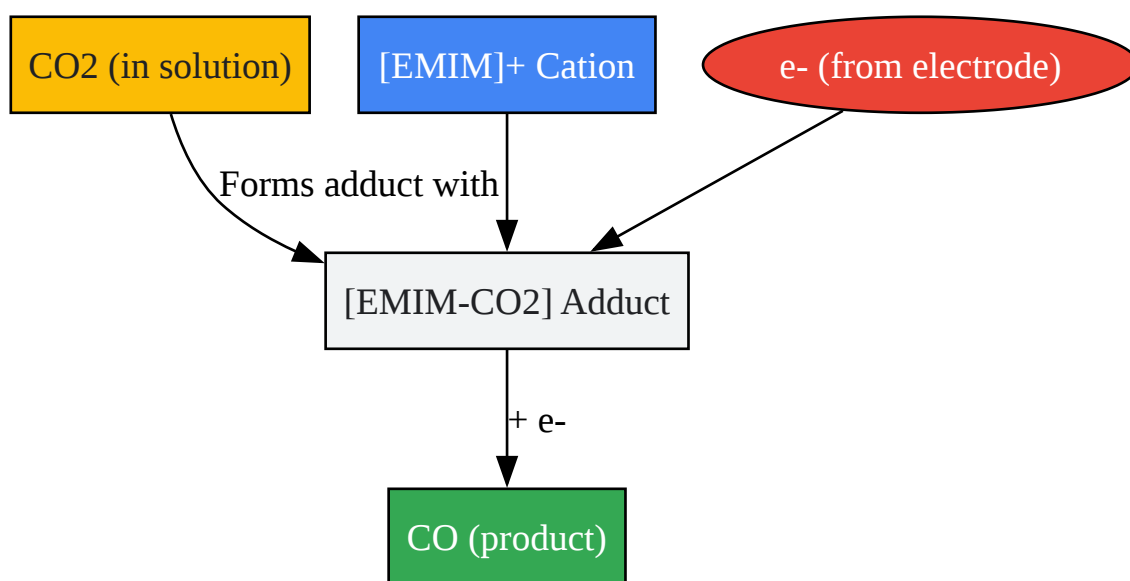 CO2 (in solution)
[EMIM]+ Cation
e- (from electrode)
Forms adduct with
[EMIM-CO2] Adduct
+ e-
CO (product)